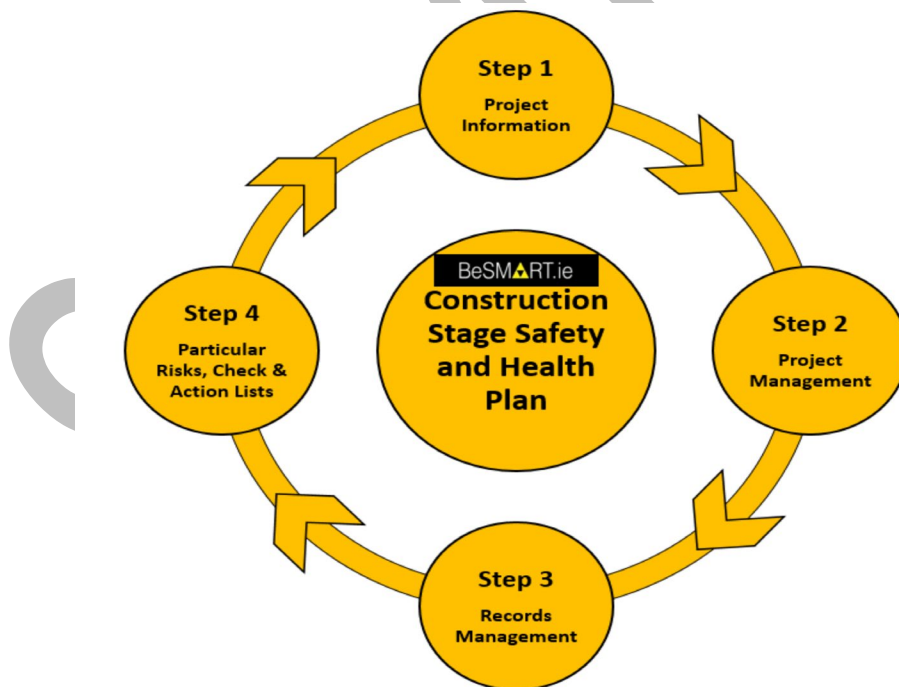 Step 1
Project
Information
Step 2
Project
Management
Step 3
Records
Management
Step 4
Particular
Risks, Check &
Action Lists
BeSMART.ie
Construction
Stage Safety
and Health
Plan